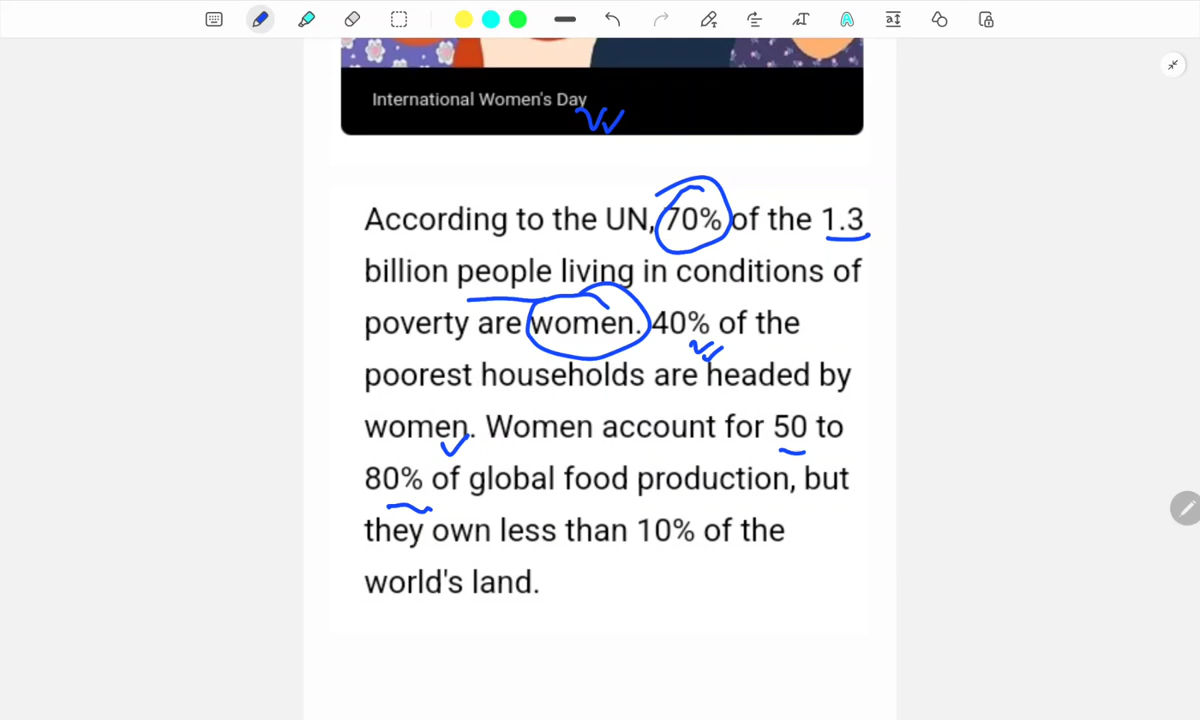 International Women's Day
According to the UN, 70% of the 1.3
billion people living in conditions of
poverty are women. 40% of the
poorest households are headed by
women. Women account for 50 to
80% of global food production, but
they own less than 10% of the
world's land.